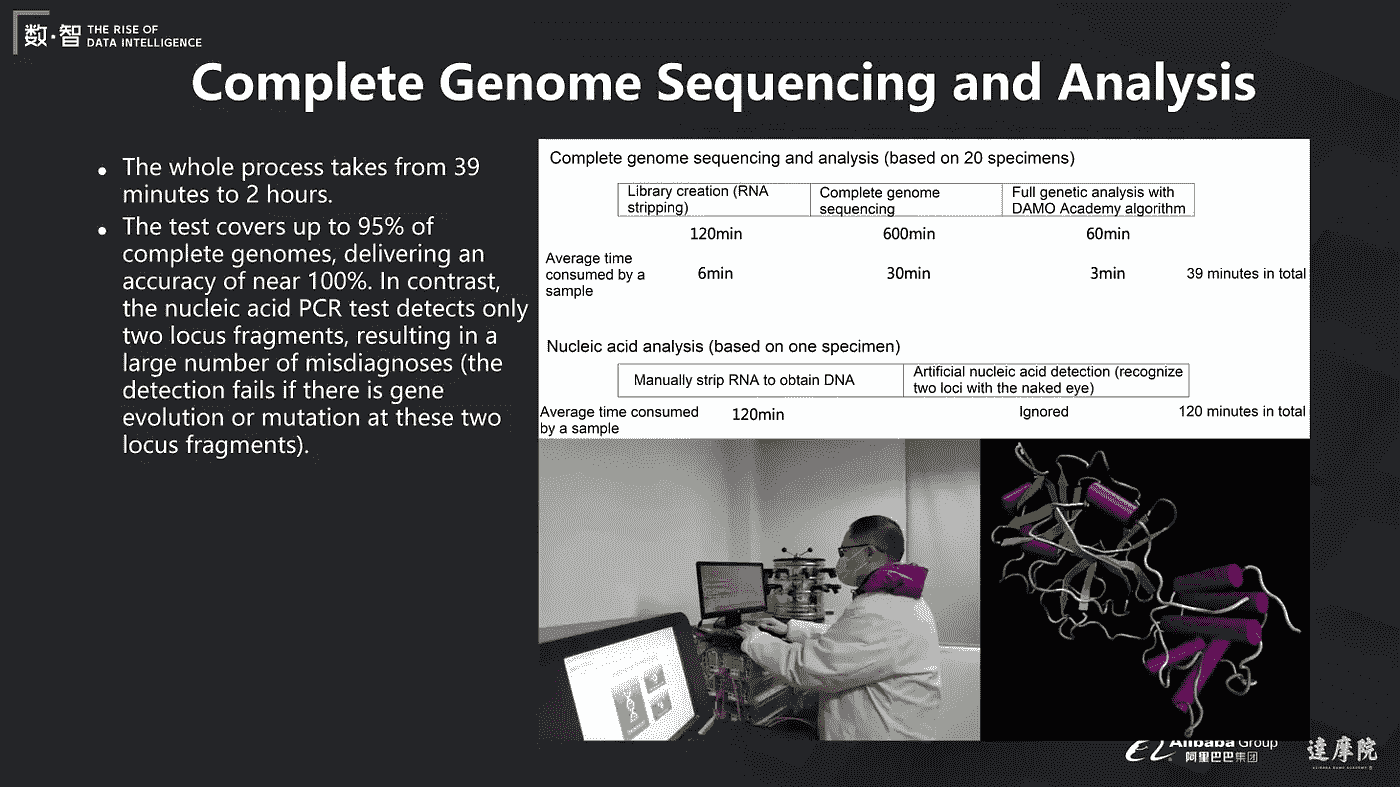 数·智 THE RISE OF
DATA INTELLIGENCE
Complete Genome Sequencing and Analysis
• The whole process takes from 39
minutes to 2 hours.
• The test covers up to 95% of
complete genomes, delivering an
accuracy of near 100%. In contrast,
the nucleic acid PCR test detects only
two locus fragments, resulting in a
large number of misdiagnoses (the
detection fails if there is gene
evolution or mutation at these two
locus fragments).
Complete genome sequencing and analysis (based on 20 specimens)
Library creation (RNA
stripping)
Complete genome
sequencing
Full genetic analysis with
DAMO Academy algorithm
120min 600min 60min
Average time
consumed by a
sample
6min 30min 3min 39 minutes in total
Nucleic acid analysis (based on one specimen)
Manually strip RNA to obtain DNA
Artificial nucleic acid detection (recognize
two loci with the naked eye)
Average time consumed
by a sample
120min Ignored 120 minutes in total
Alibaba Group
阿里巴巴集团
達摩院